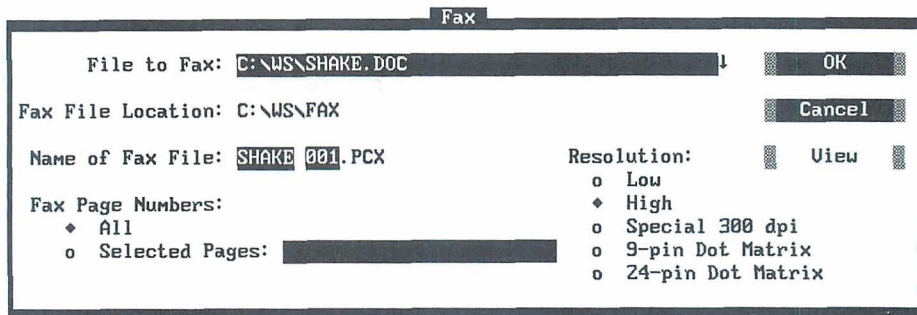 Fax
File to Fax: C:\WS\SHAKE.DOC ↓ OK
Fax File Location: C:\WS\FAX Cancel
Name of Fax File: SHAKE 001.PCX Resolution: View
o Low
Fax Page Numbers: ♦ High
♦ All o Special 300 dpi
o Selected Pages: o 9-pin Dot Matrix
o 24-pin Dot Matrix